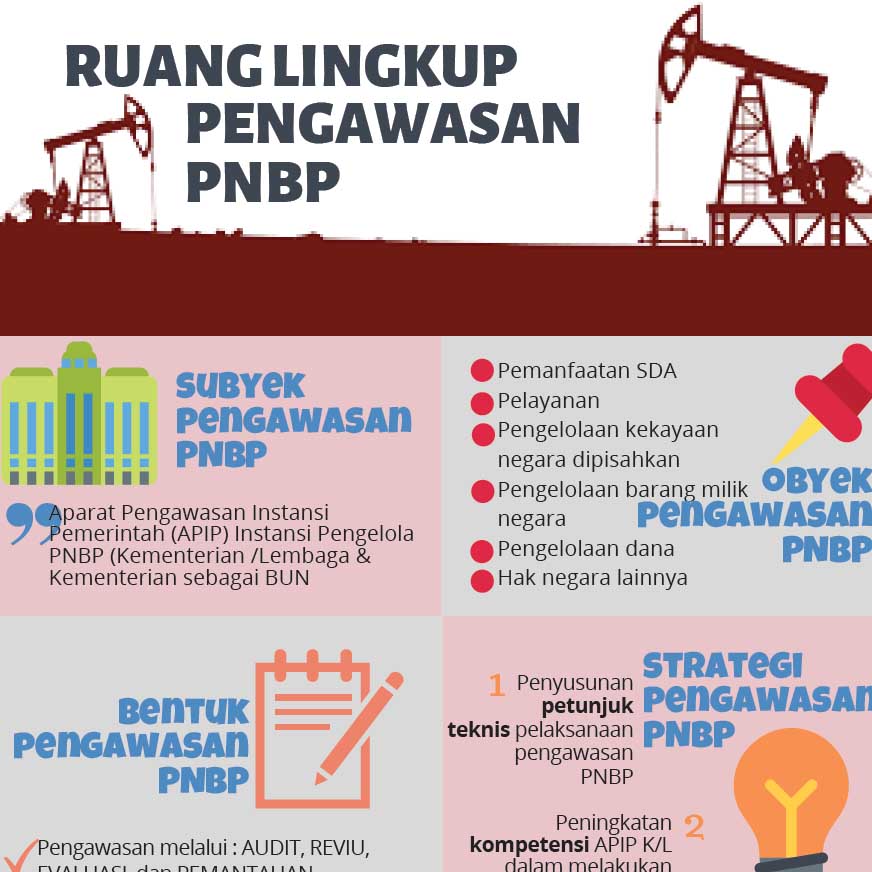 RUANG LINGKUP
PENGAWASAN
PNBP
SUBYEK
PENGAWASAN
PNBP
Aparat Pengawasan Instansi
Pemerintah (APIP) Instansi Pengelola
PNBP (Kementerian /Lembaga &
Kementerian sebagai BUN
Pemanfaatan SDA
Pelayanan
Pengelolaan kekayaan
negara dipisahkan
Pengelolaan barang milik
negara
Pengelolaan dana
Hak negara lainnya
OBYEK
PENGAWASAN
PNBP
BENTUK
PENGAWASAN
PNBP
Pengawasan melalui : AUDIT, REVIU,
EVALUASI, dan PEMANTAUAN
STRATEGI
PENGAWASAN
PNBP
1 Penyusunan
petunjuk
teknis pelaksanaan
pengawasan
PNBP
Peningkatan 2
kompetensi APIP K/L
dalam melakukan